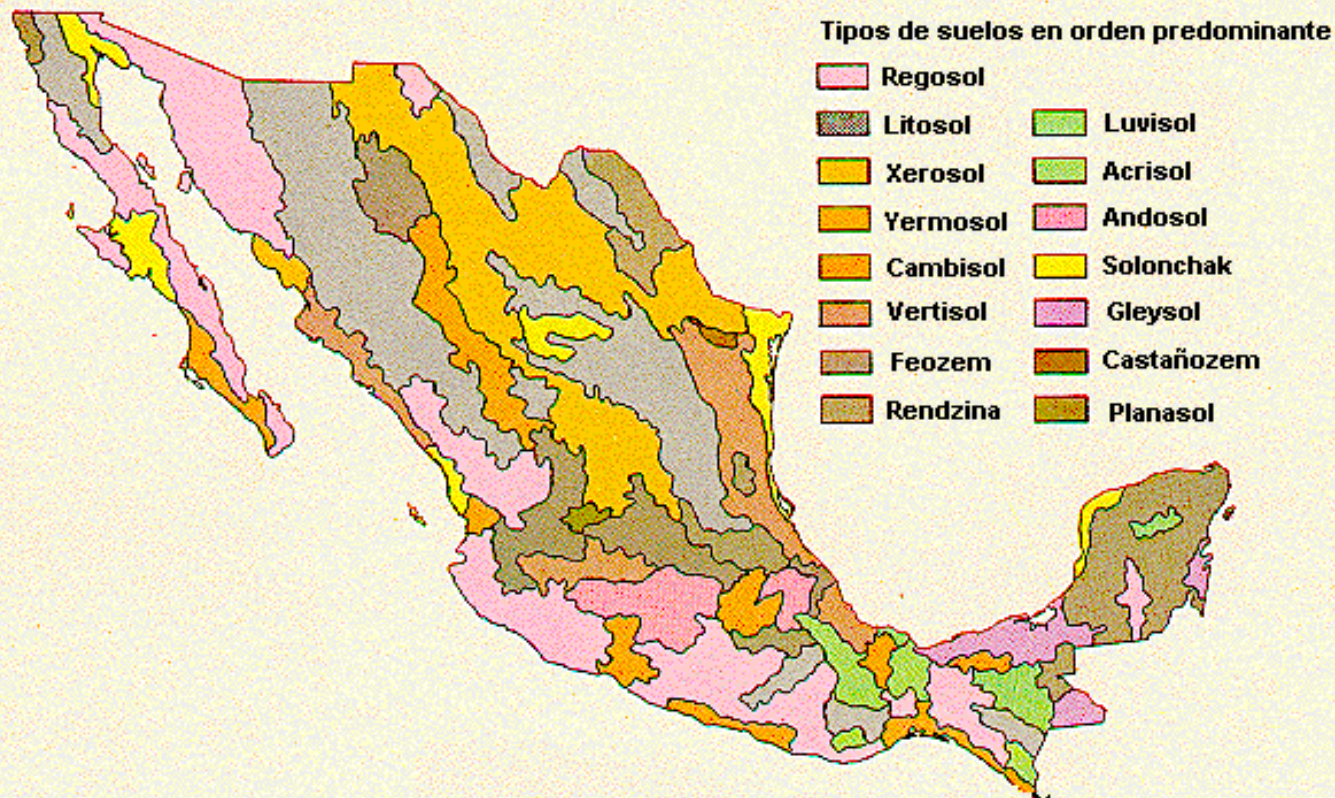 Tipos de suelos en orden predominante
Regosol
Litosol
Xerosol
Yermosol
Cambisol
Vertisol
Feozem
Rendzina
Luvisol
Acrisol
Andosol
Solonchak
Gleysol
Castañozem
Planasol